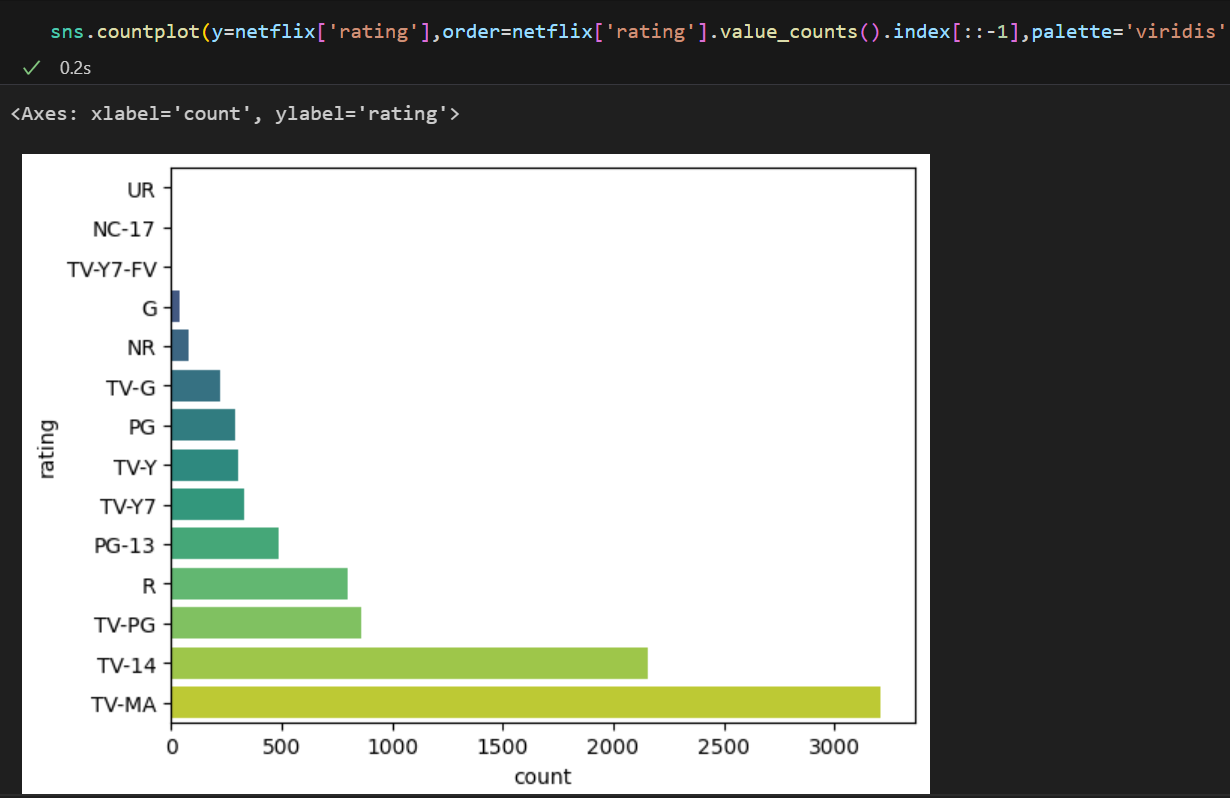 sns.countplot(y=netflix['rating'],order=netflix['rating'].value_counts().index[::-1],palette='viridis'
0.2s
<Axes: xlabel='count', ylabel='rating'>
UR
NC-17
TV-Y7-FV
G
NR
TV-G
PG
TV-Y
TV-Y7
PG-13
R
TV-PG
TV-14
TV-MA
rating
0 500 1000 1500 2000 2500 3000
count